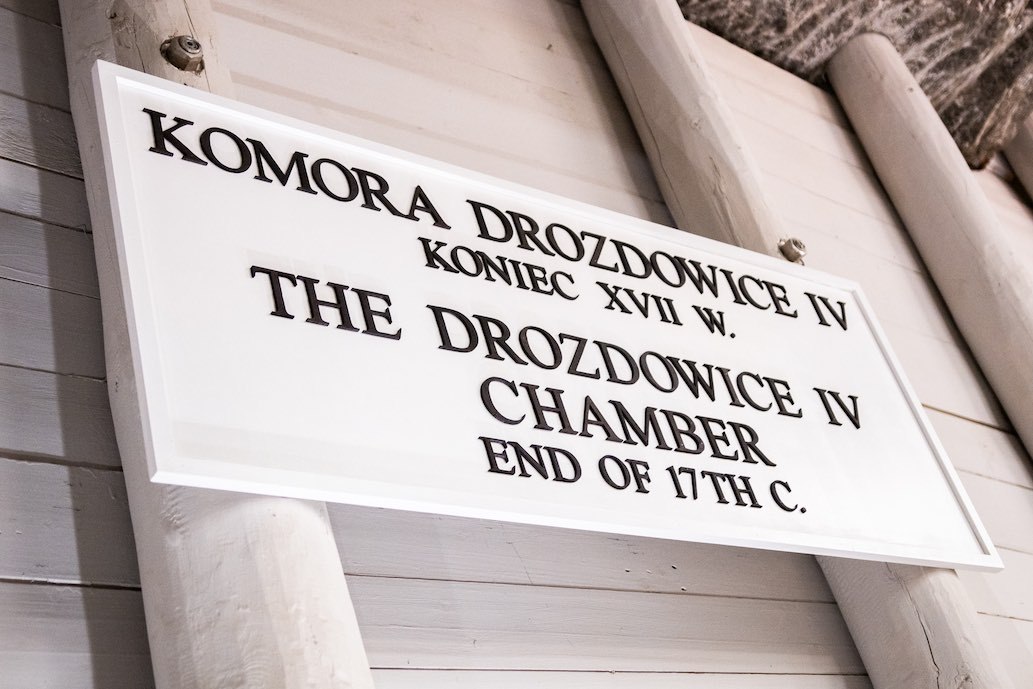 KOMORA DROZDOWICE IV
KONIEC XVII W.
THE DROZDOWICE IV
CHAMBER
END OF 17TH C.